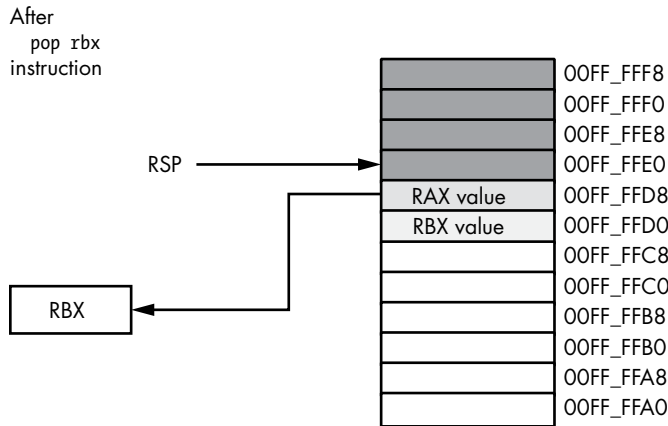 After
pop rbx
instruction
00FF_FFF8
00FF_FFF0
00FF_FFE8
RSP
00FF_FFE0
RAX value
00FF_FFD8
RBX value
00FF_FFD0
00FF_FFC8
00FF_FFC0
RBX
00FF_FFB8
00FF_FFB0
00FF_FFA8
00FF_FFA0